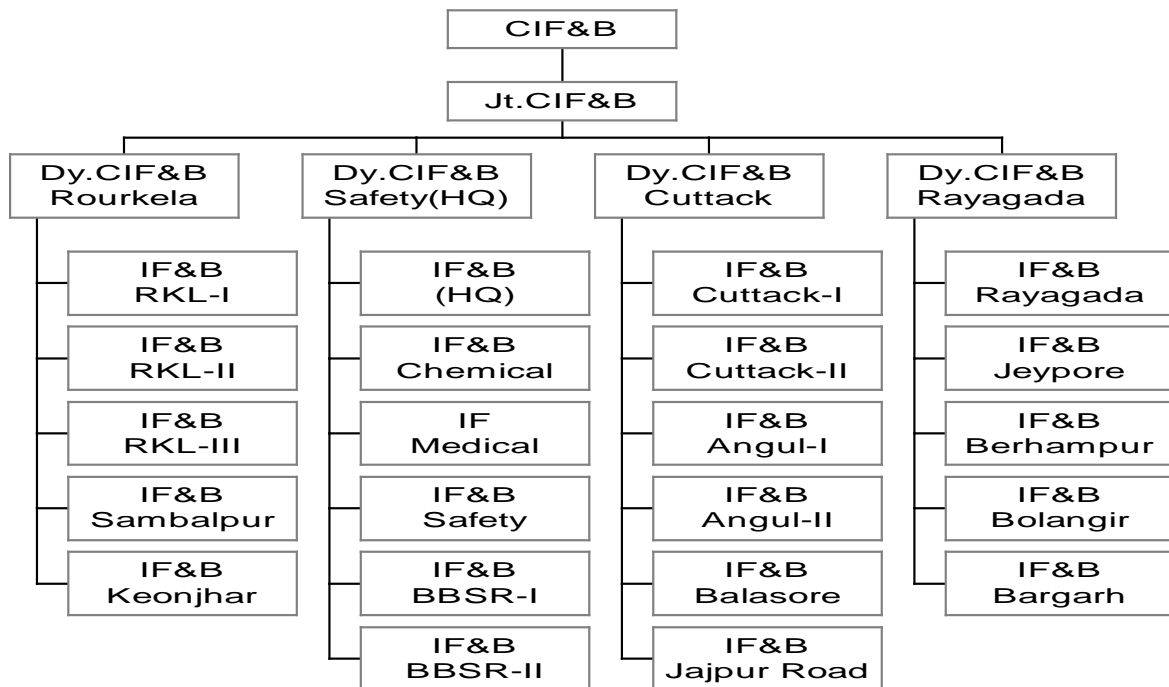 CIF&B
Jt.CIF&B
Dy.CIF&B
Rourkela
IF&B
RKL-I
IF&B
RKL-II
IF&B
RKL-III
IF&B
Sambalpur
IF&B
Keonjhar
Dy.CIF&B
Safety(HQ)
IF&B
(HQ)
IF&B
Chemical
IF
Medical
IF&B
Safety
IF&B
BBSR-I
IF&B
BBSR-II
Dy.CIF&B
Cuttack
IF&B
Cuttack-I
IF&B
Cuttack-II
IF&B
Angul-I
IF&B
Angul-II
IF&B
Balasore
IF&B
Jajpur Road
Dy.CIF&B
Rayagada
IF&B
Rayagada
IF&B
Jeypore
IF&B
Berhampur
IF&B
Bolangir
IF&B
Bargarh